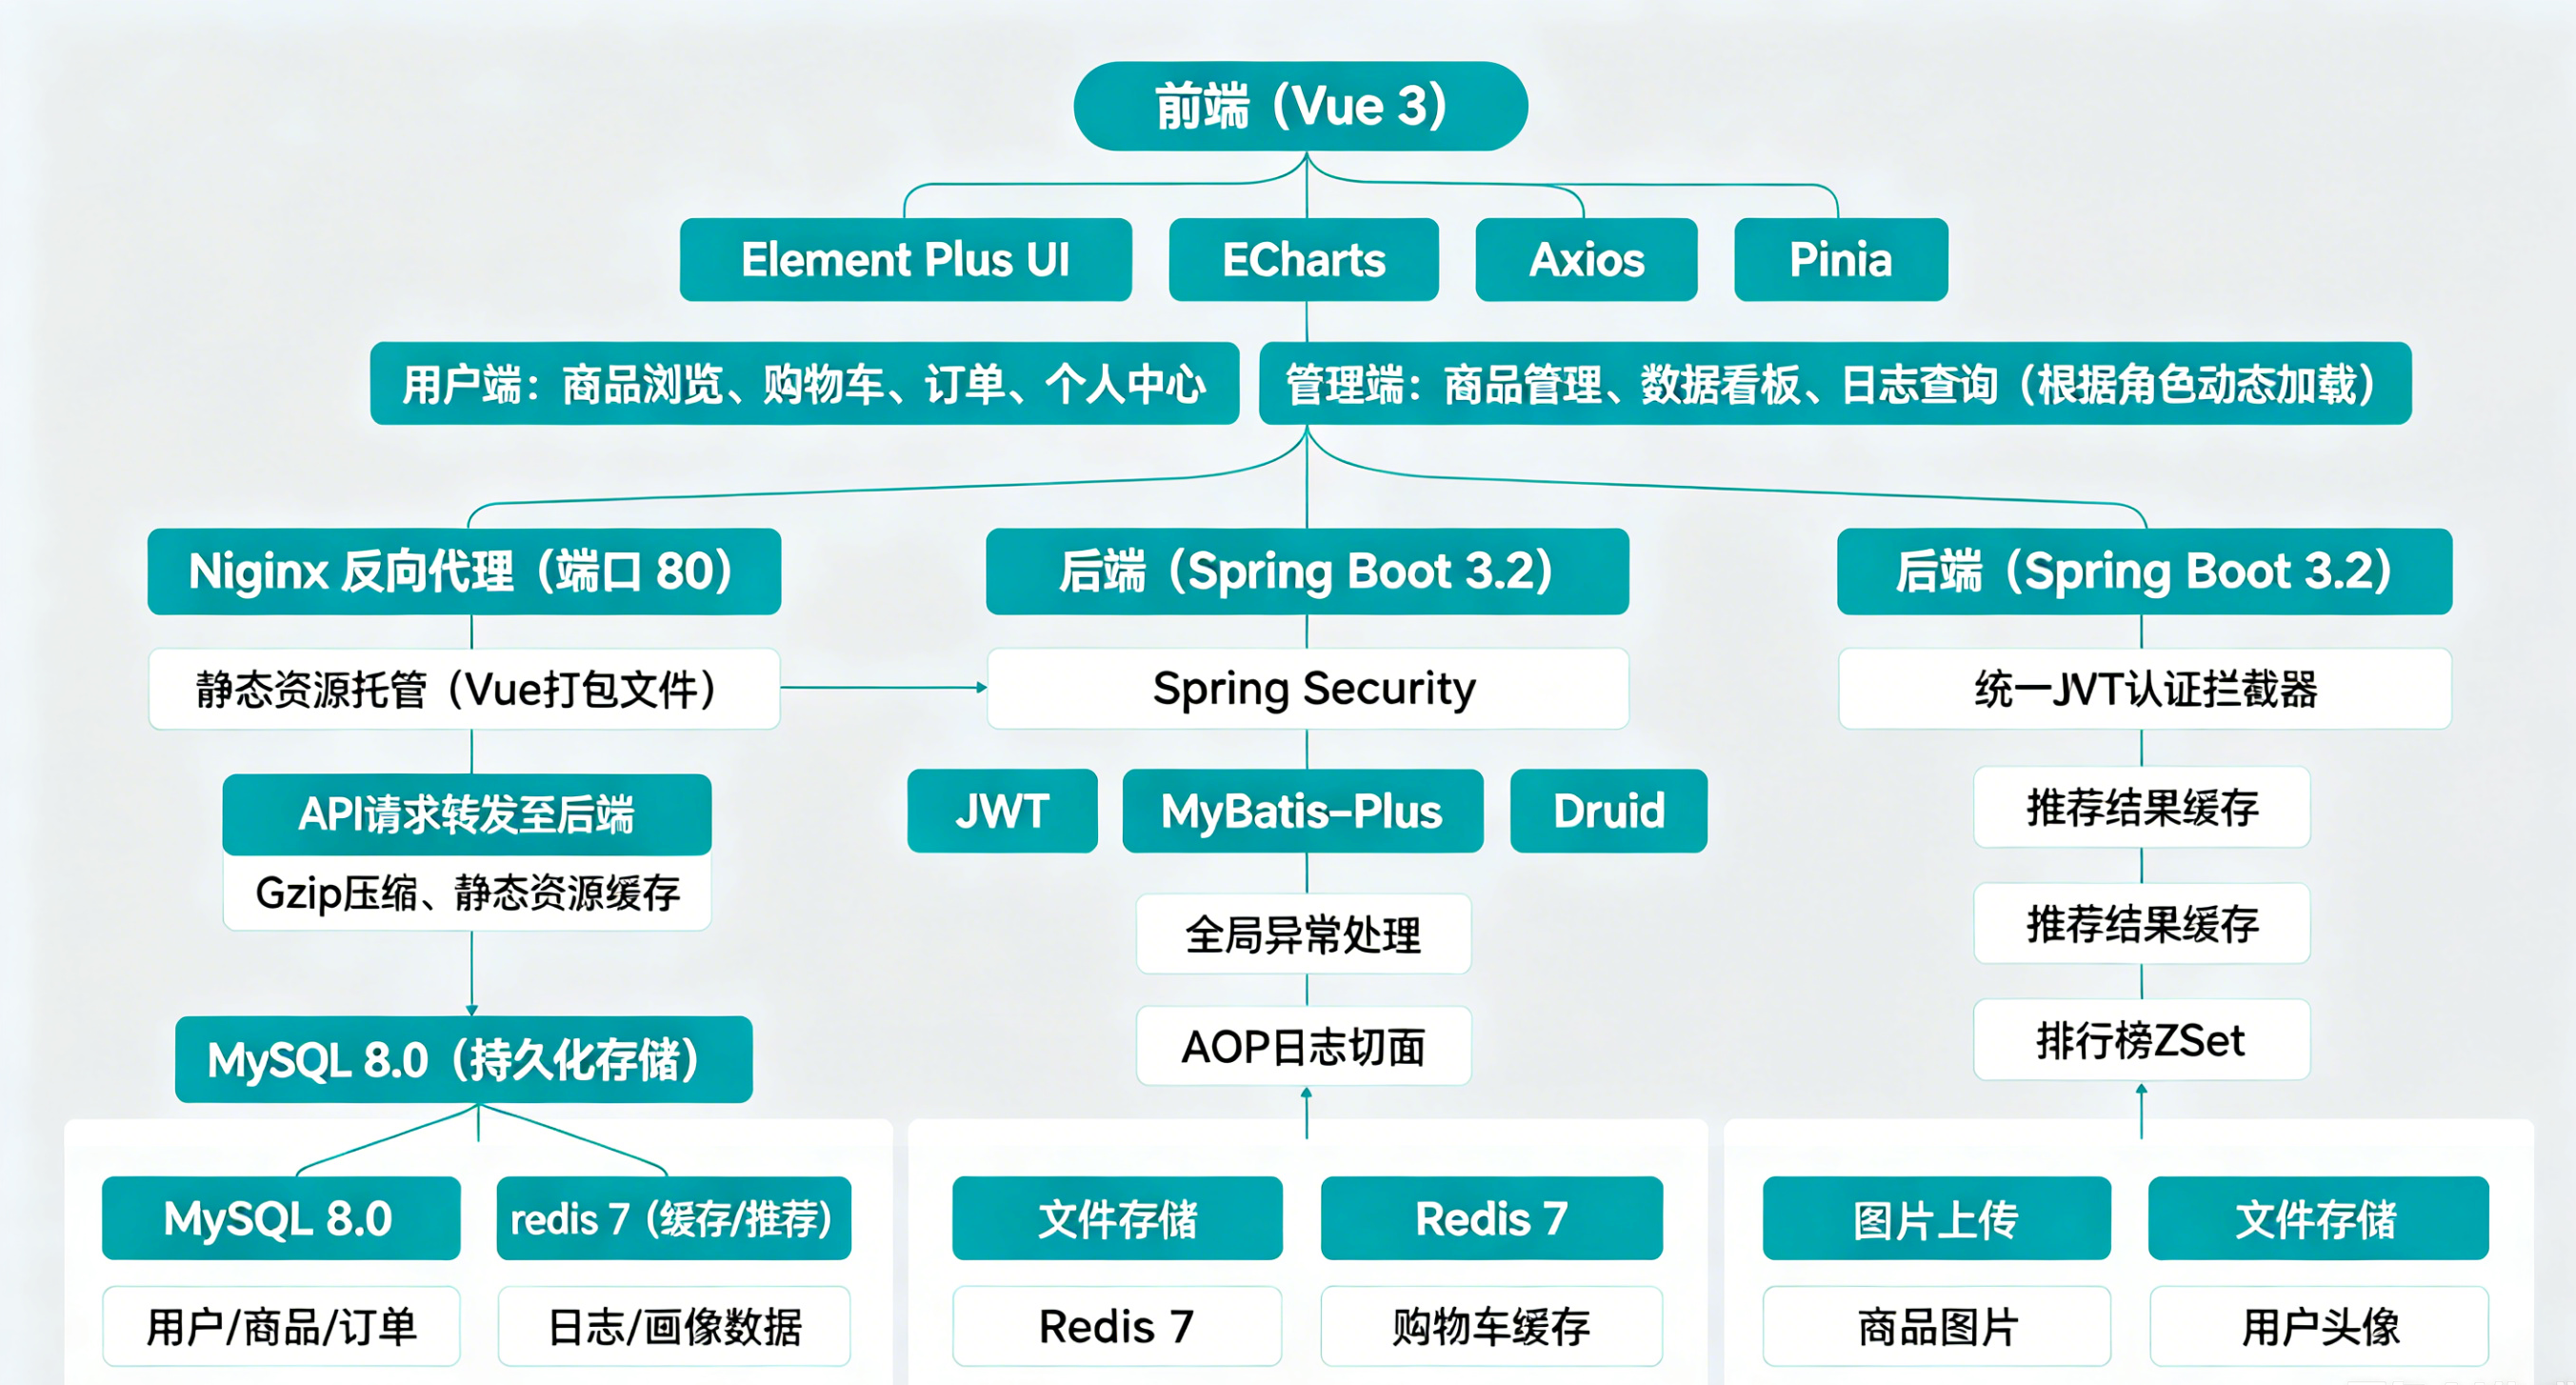 前端（Vue 3）
Element Plus UI
ECharts
Axios
Pinia
用户端：商品浏览、购物车、订单、个人中心
管理端：商品管理、数据看板、日志查询（根据角色动态加载）
Niginx 反向代理（端口 80）
后端（Spring Boot 3.2）
后端（Spring Boot 3.2）
静态资源托管（Vue打包文件）
Spring Security
统一JVT认证拦截器
API请求转发至后端
Gzip压缩、静态资源缓存
JWT
MyBatis-Plus
Druid
推荐结果缓存
全局异常处理
推荐结果缓存
AOP日志切面
排行榜ZSet
MySQL 8.0（持久化存储）
MySQL 8.0
redis 7（缓存/推荐）
文件存储
Redis 7
图片上传
文件存储
用户/商品/订单
日志/画像数据
Redis 7
购物车缓存
商品图片
用户头像